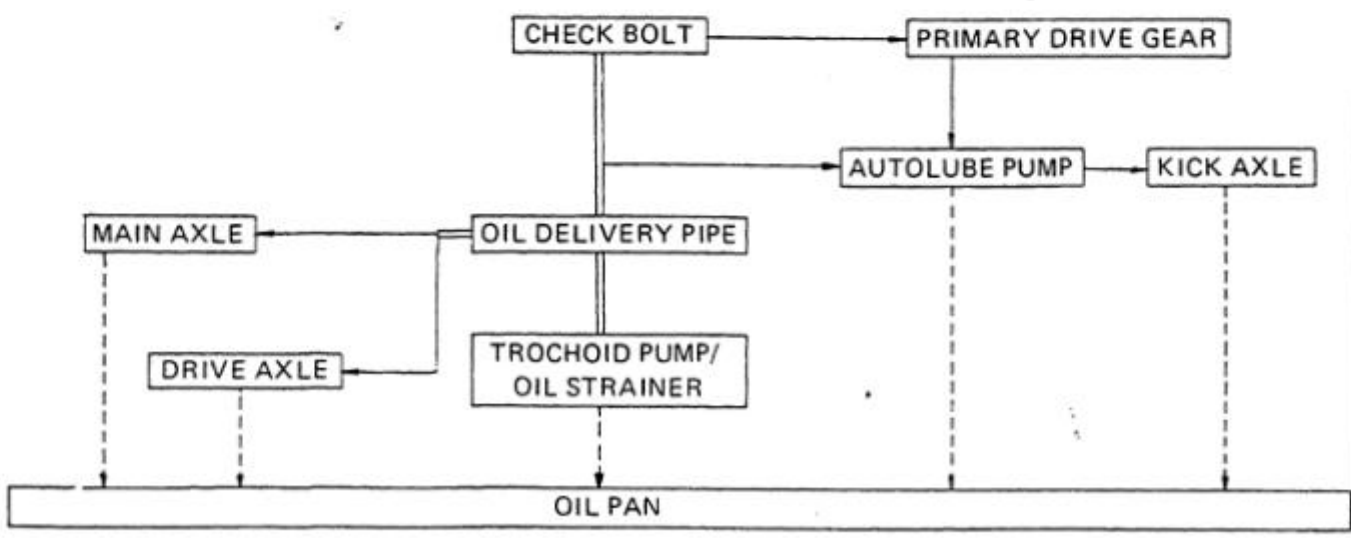 CHECK BOLT
PRIMARY DRIVE GEAR
AUTOLUBE PUMP
KICK AXLE
MAIN AXLE
OIL DELIVERY PIPE
DRIVE AXLE
TROCHOID PUMP/
OIL STRAINER
OIL PAN